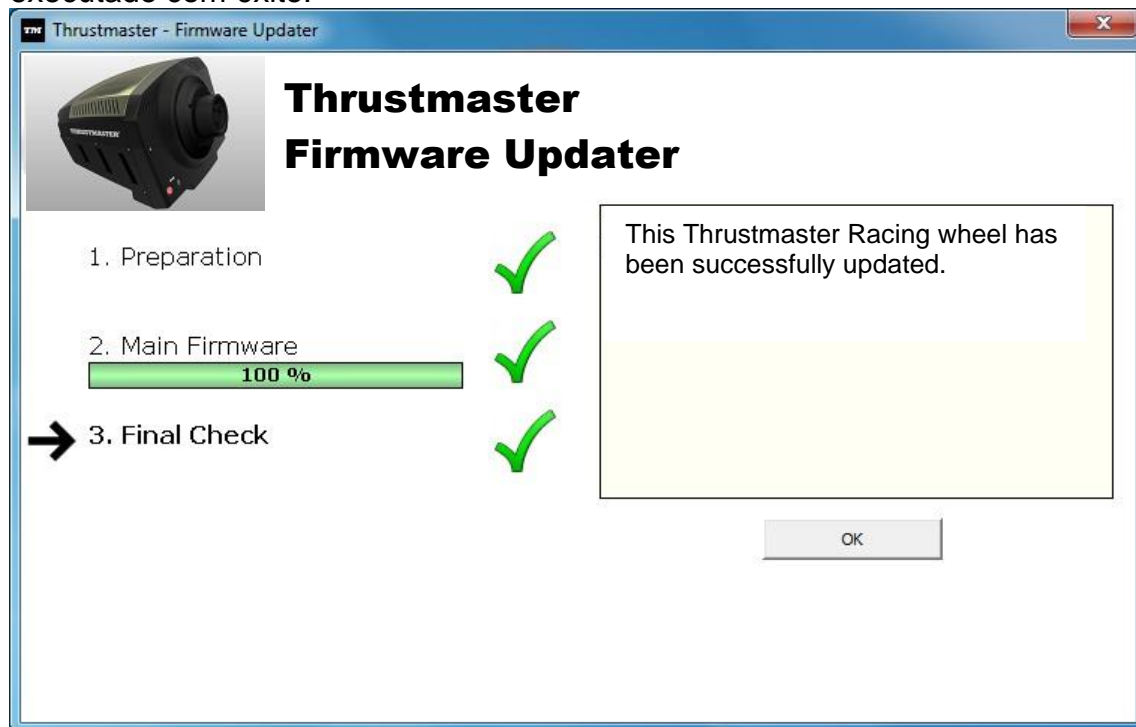 executado com êxito.
Thrustmaster - Firmware Updater
Thrustmaster
Firmware Updater
THRUSTMASTER
1. Preparation
2. Main Firmware
100 %
3. Final Check
This Thrustmaster Racing wheel has
been successfully updated.
OK